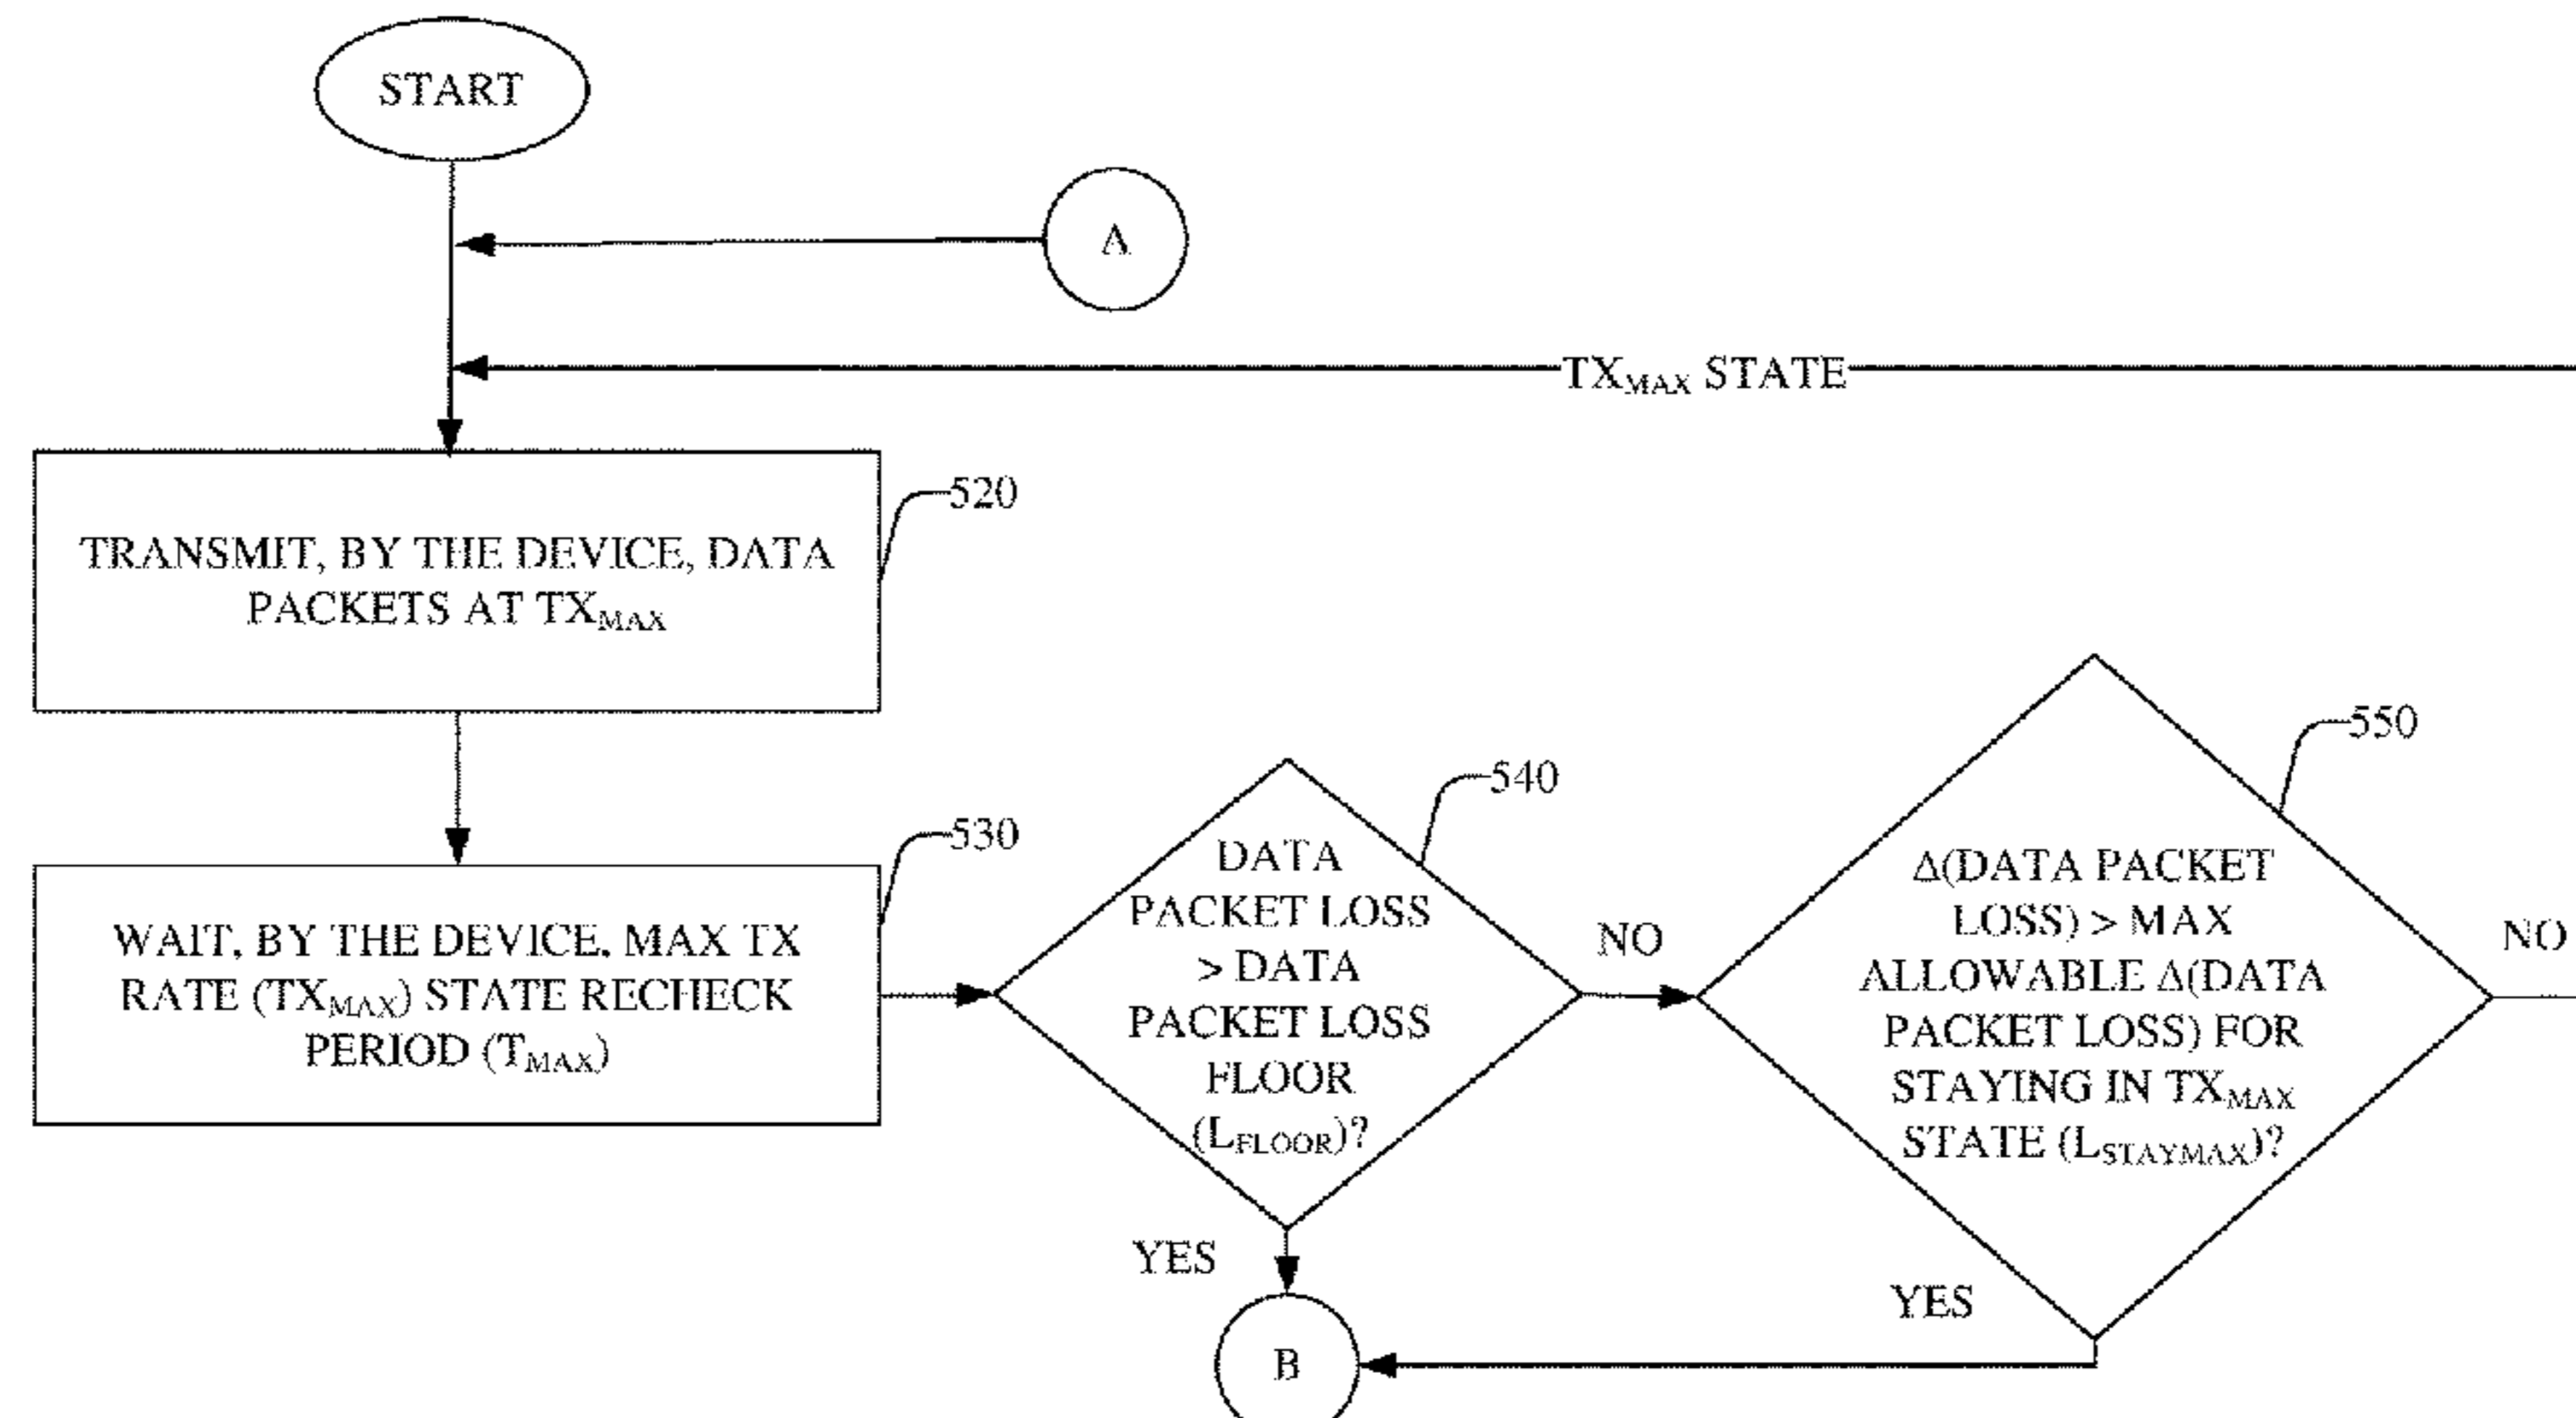 START
A
TX_MAX STATE
520
TRANSMIT, BY THE DEVICE, DATA
PACKETS AT TX_MAX
530
WAIT, BY THE DEVICE, MAX TX
RATE (TX_MAX) STATE RECHECK
PERIOD (T_MAX)
540
DATA
PACKET LOSS
> DATA
PACKET LOSS
FLOOR
(L_FLOOR)?
NO
YES
550
Δ(DATA PACKET
LOSS) > MAX
ALLOWABLE Δ(DATA
PACKET LOSS) FOR
STAYING IN TX_MAX
STATE (L_STAYMAX)?
NO
YES
B